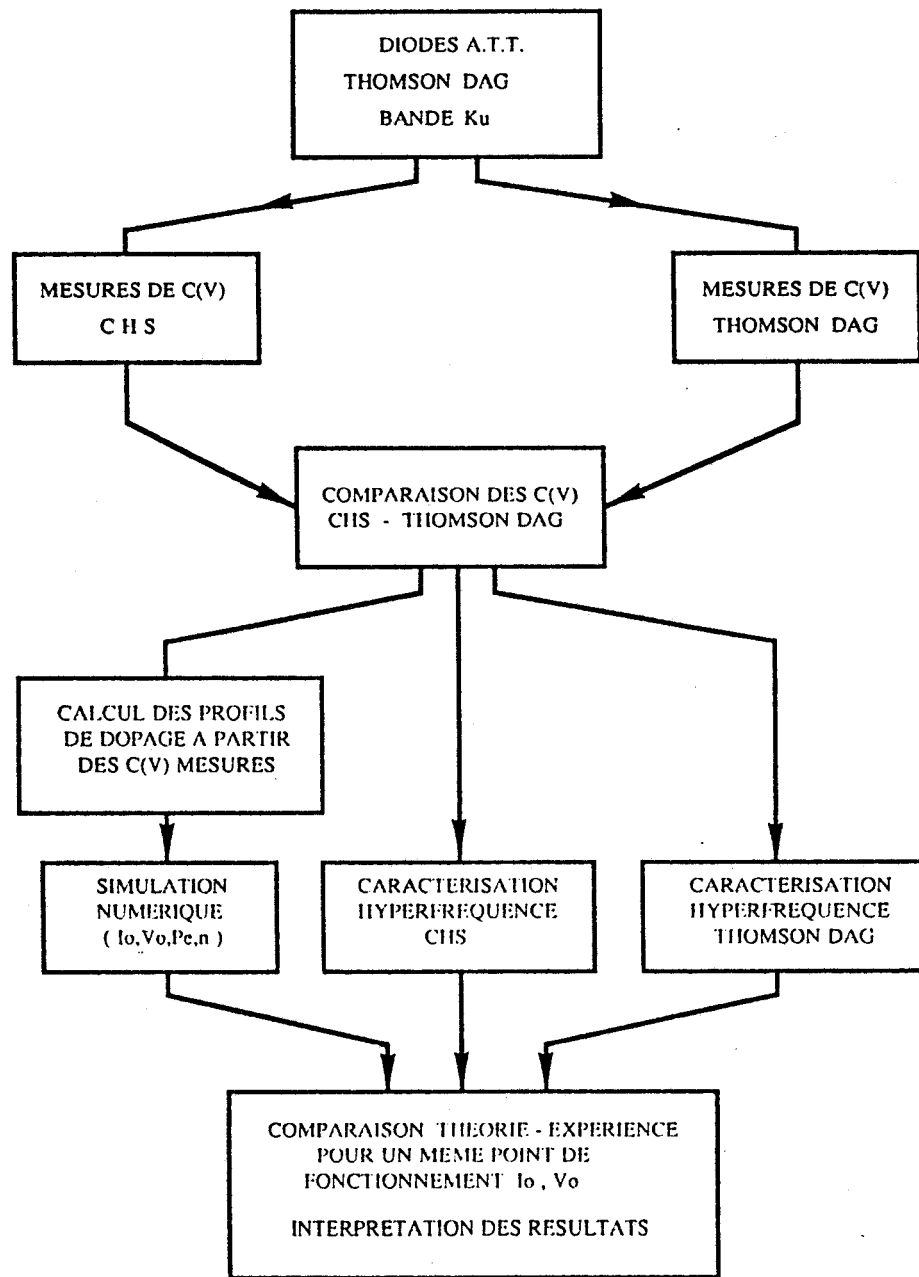 DIODES A.T.T.
THOMSON DAG
BANDE Ku
MESURES DE C(V)
C H S
MESURES DE C(V)
THOMSON DAG
COMPARAISON DES C(V)
CHS - THOMSON DAG
CALCUL DES PROFILS
DE DOPAGE A PARTIR
DES C(V) MESURES
SIMULATION
NUMERIQUE
( Io,Vo,Pe,n )
CARACTERISATION
HYPERFREQUENCE
CHS
CARACTERISATION
HYPERFREQUENCE
THOMSON DAG
COMPARAISON THEORIE - EXPERIENCE
POUR UN MEME POINT DE
FONCTIONNEMENT Io , Vo
INTERPRETATION DES RESULTATS